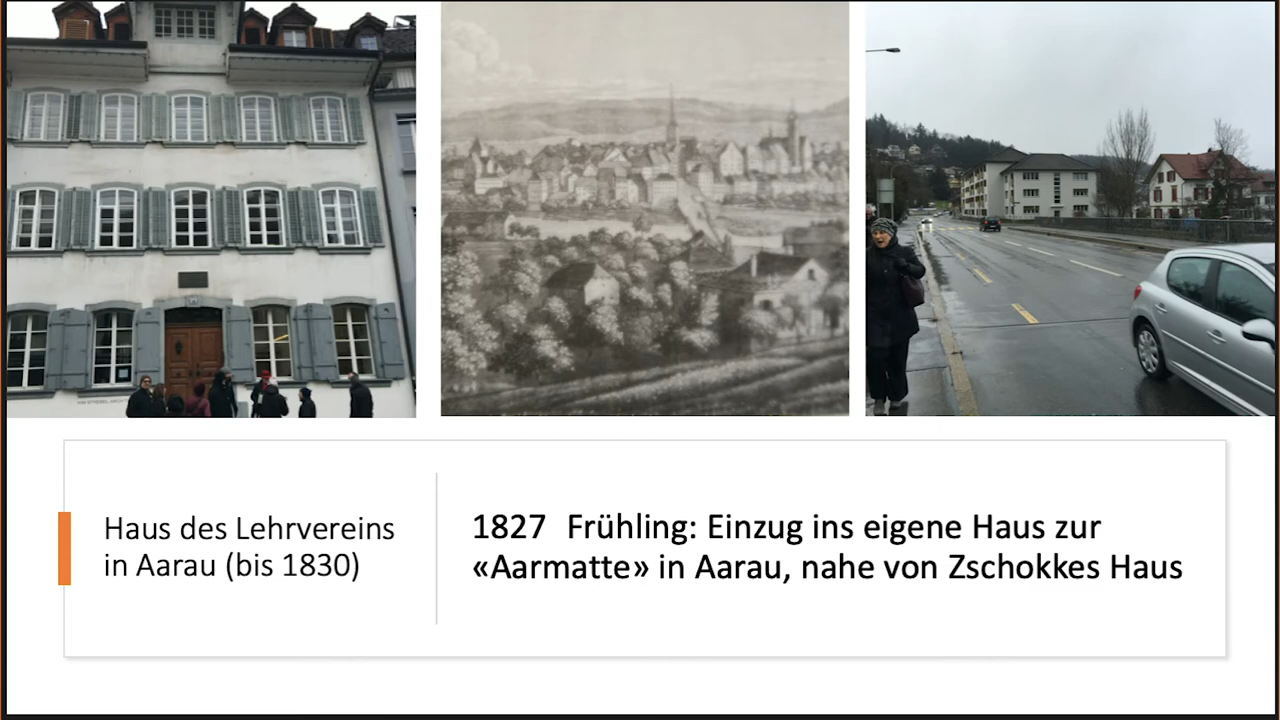 Haus des Lehrvereins
in Aarau (bis 1830)
1827 Frühling: Einzug ins eigene Haus zur
«Aarmatte» in Aarau, nahe von Zschokkes Haus